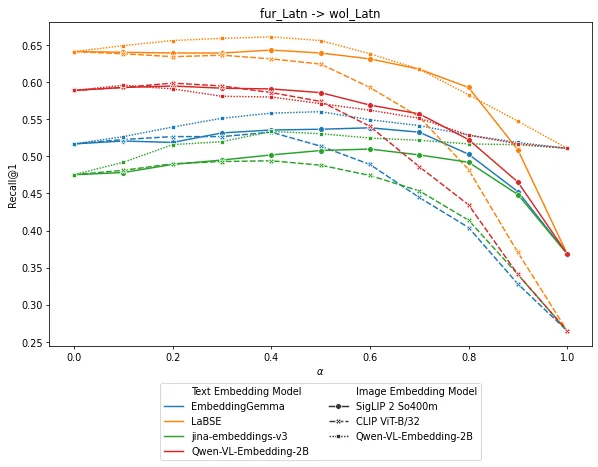 fur_Latn -> wol_Latn
Recall@1
0.65
0.60
0.55
0.50
0.45
0.40
0.35
0.30
0.25
0.0
0.2
0.4
0.6
0.8
1.0
α
Text Embedding Model
EmbeddingGemma
LaBSE
jina-embeddings-v3
Qwen-VL-Embedding-2B
Image Embedding Model
SigLIP 2 So400m
CLIP ViT-B/32
Qwen-VL-Embedding-2B